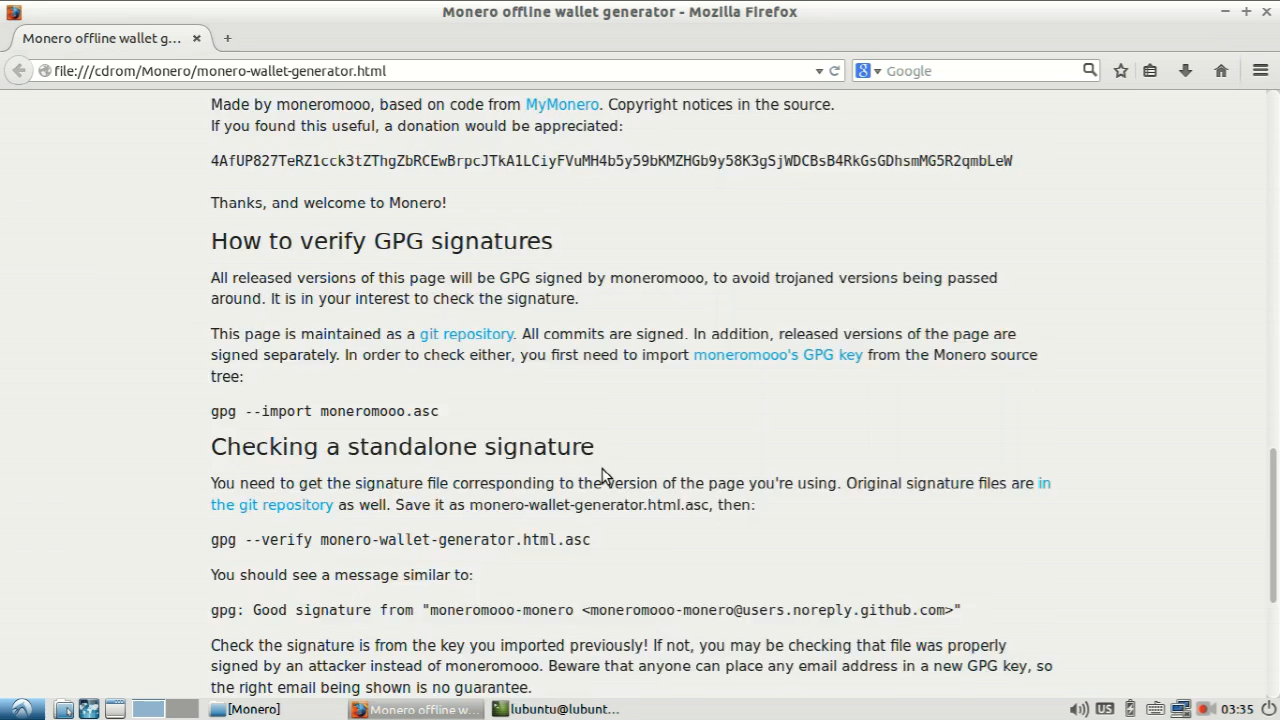 Monero offline wallet generator - Mozilla Firefox
Monero offline wallet g...
file:///cdrom/Monero/monero-wallet-generator.html
Google
Made by moneromooo, based on code from MyMonero. Copyright notices in the source.
If you found this useful, a donation would be appreciated:
4AfUP827TeRZ1cck3tZThgZbRCEwBrpcJTkA1LCiyFVuMH4b5y59bKMZHGb9y58K3gSjWDCBsB4RkGsGDhsmMG5R2qmbLeW
Thanks, and welcome to Monero!
How to verify GPG signatures
All released versions of this page will be GPG signed by moneromooo, to avoid trojaned versions being passed
around. It is in your interest to check the signature.
This page is maintained as a git repository. All commits are signed. In addition, released versions of the page are
signed separately. In order to check either, you first need to import moneromooo's GPG key from the Monero source
tree:
gpg --import moneromooo.asc
Checking a standalone signature
You need to get the signature file corresponding to the version of the page you're using. Original signature files are in
the git repository as well. Save it as monero-wallet-generator.html.asc, then:
gpg --verify monero-wallet-generator.html.asc
You should see a message similar to:
gpg: Good signature from "moneromooo-monero <moneromooo-monero@users.noreply.github.com>"
Check the signature is from the key you imported previously! If not, you may be checking that file was properly
signed by an attacker instead of moneromooo. Beware that anyone can place any email address in a new GPG key, so
the right email being shown is no guarantee.
[Monero]
Monero offline w...
lubuntu@lubunt...
US
03:35